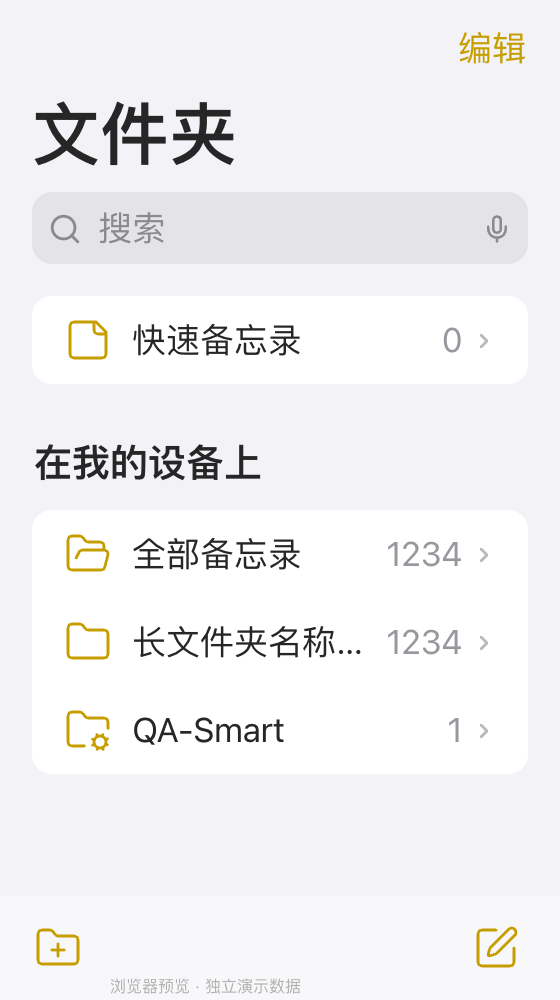 编辑
文件夹
搜索
快速备忘录 0
在我的设备上
全部备忘录 1234
长文件夹名称... 1234
QA-Smart 1
浏览器预览 · 独立演示数据